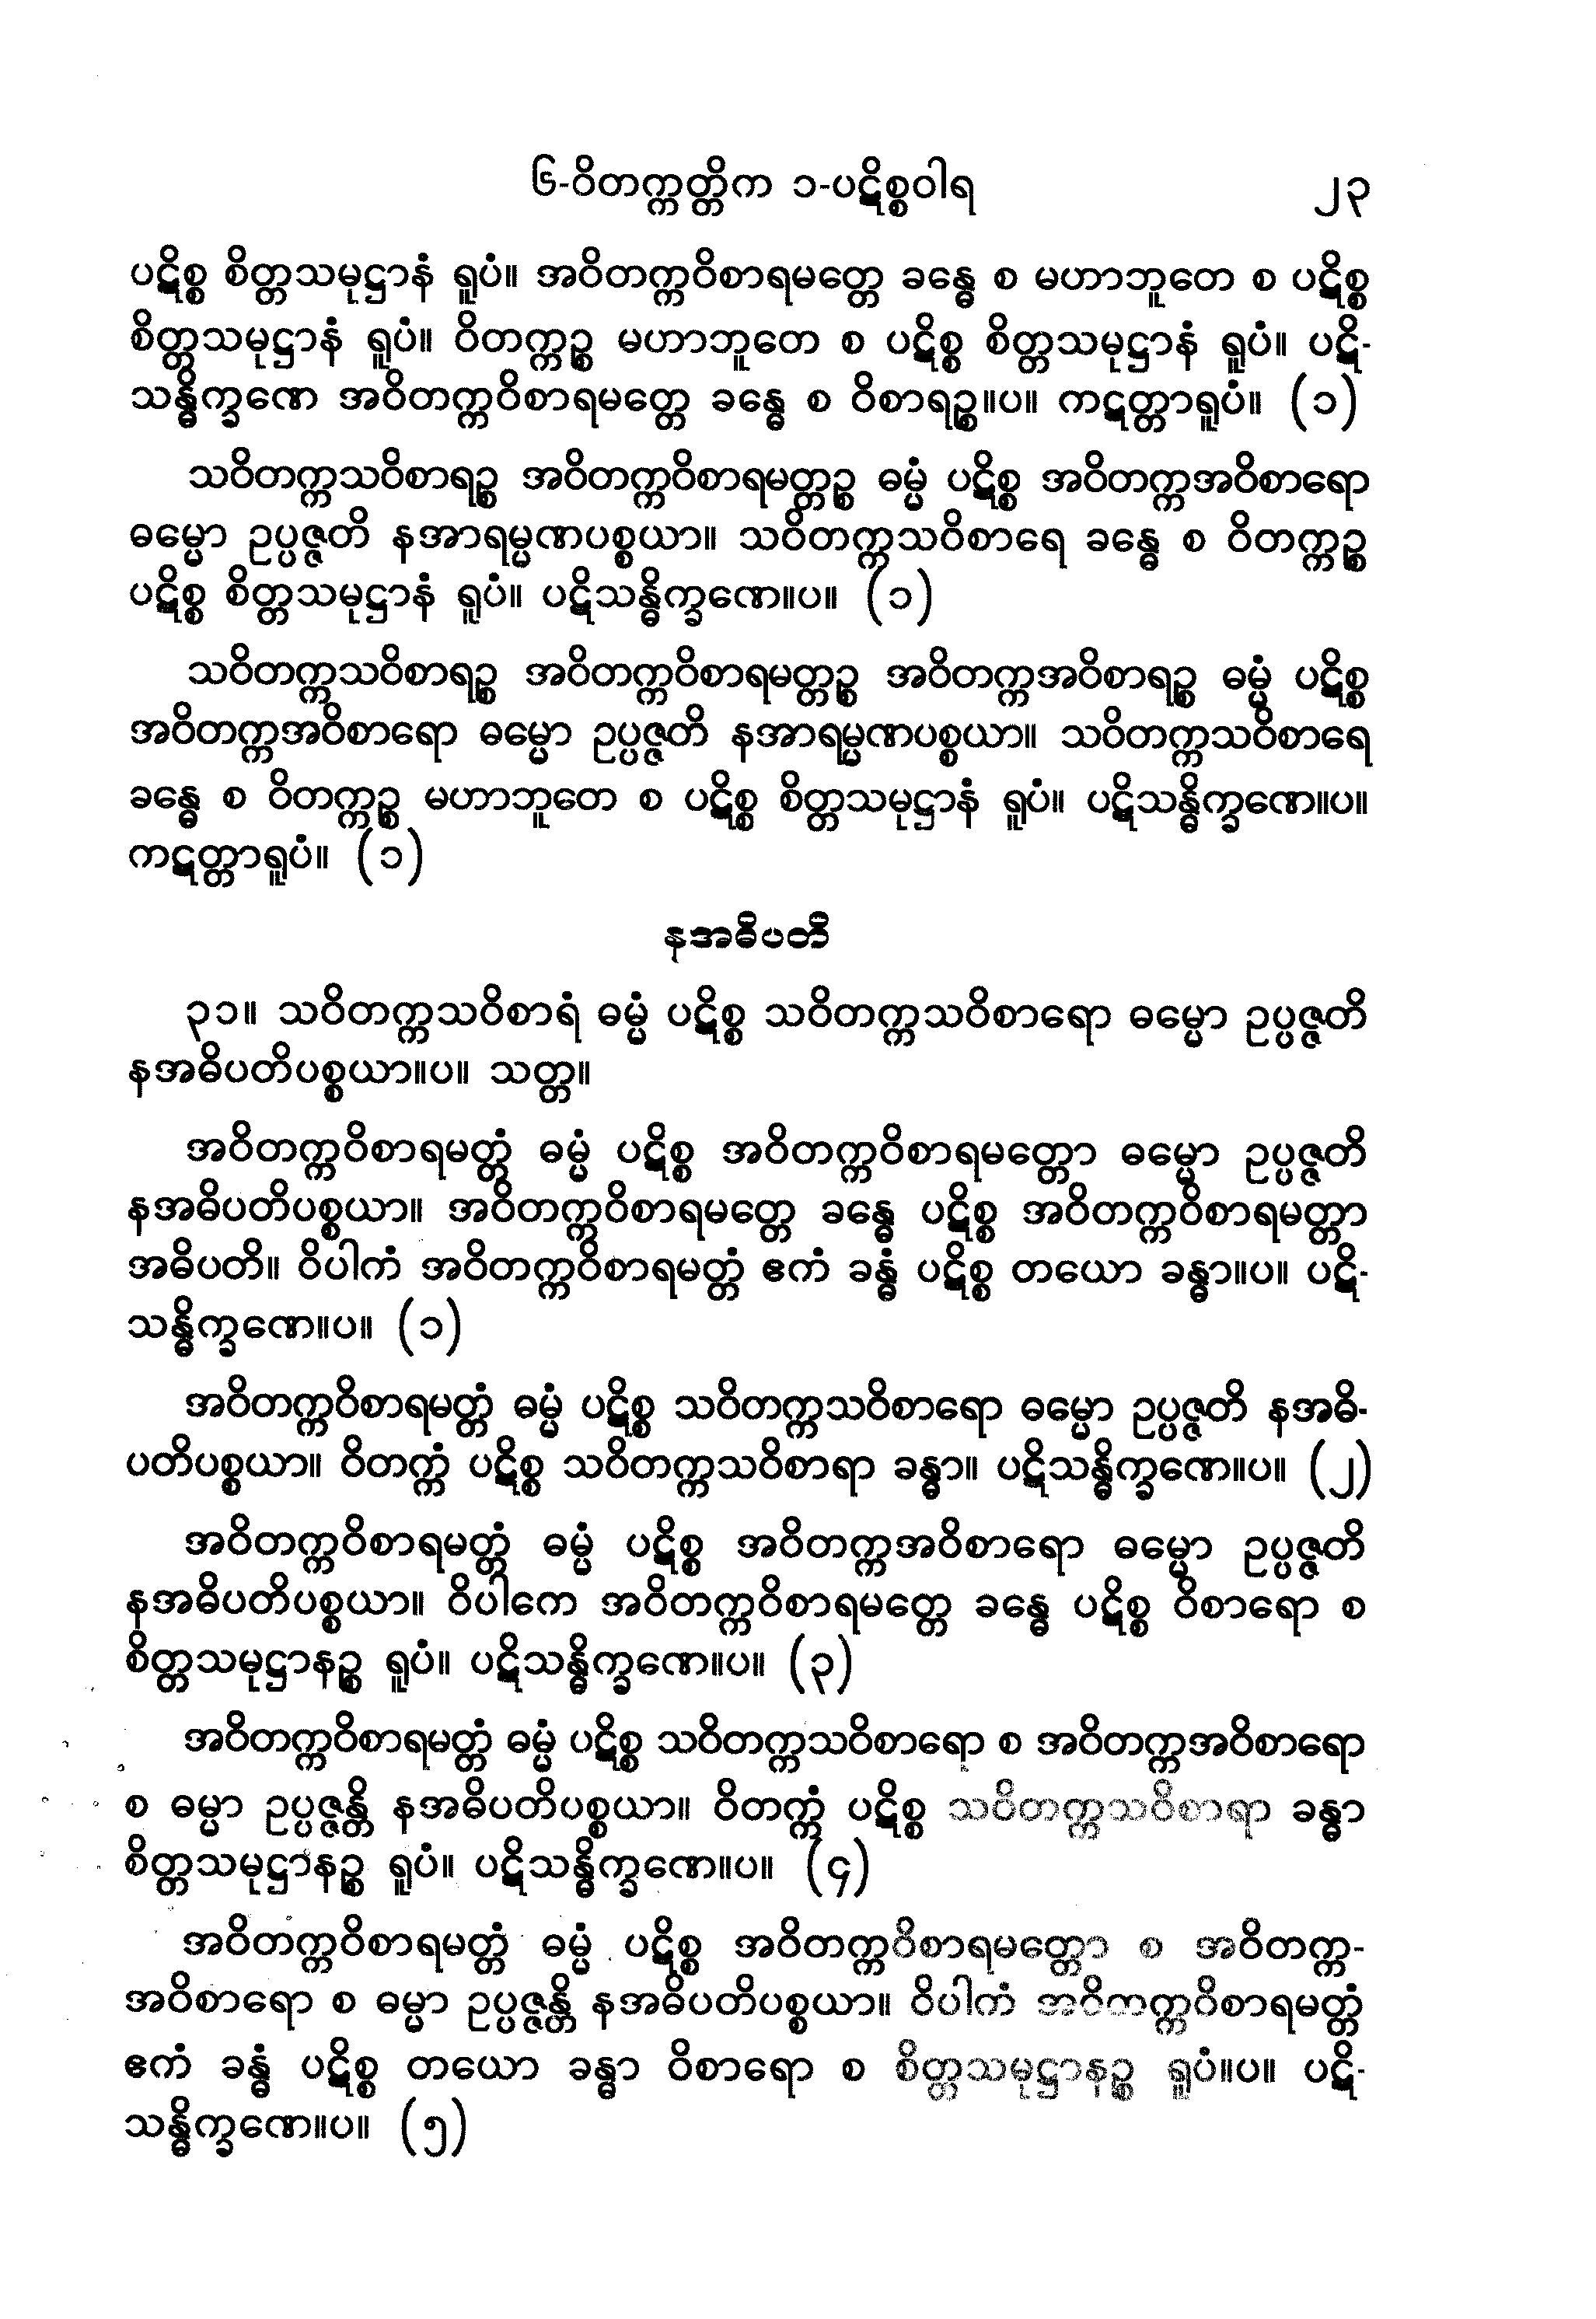 ၆-ဝိတက္ကတ္တိက ၁-ပဋိစ္စဝါရ ၂၃
ပဋိစ္စ စိတ္တသမုဋ္ဌာနံ ရူပံ။ အဝိတက္ကဝိစာရမတ္တေ ခန္ဓေ စ မဟာဘူတေ စ ပဋိစ္စ
စိတ္တသမုဋ္ဌာနံ ရူပံ။ ဝိတက္ကဉ္စ မဟာဘူတေ စ ပဋိစ္စ စိတ္တသမုဋ္ဌာနံ ရူပံ။ ပဋိ-
သန္ဓိက္ခဏေ အဝိတက္ကဝိစာရမတ္တေ ခန္ဓေ စ ဝိစာရဉ္စ။ပ။ ကဋတ္တာရူပံ။ (၁)
သဝိတက္ကသဝိစာရဉ္စ အဝိတက္ကဝိစာရမတ္တဉ္စ ဓမ္မံ ပဋိစ္စ အဝိတက္ကအဝိစာရော
ဓမ္မော ဥပ္ပဇ္ဇတိ နအာရမ္မဏပစ္စယာ။ သဝိတက္ကသဝိစာရေ ခန္ဓေ စ ဝိတက္ကဉ္စ
ပဋိစ္စ စိတ္တသမုဋ္ဌာနံ ရူပံ။ ပဋိသန္ဓိက္ခဏေ။ပ။ (၁)
သဝိတက္ကသဝိစာရဉ္စ အဝိတက္ကဝိစာရမတ္တဉ္စ အဝိတက္ကအဝိစာရဉ္စ ဓမ္မံ ပဋိစ္စ
အဝိတက္ကအဝိစာရော ဓမ္မော ဥပ္ပဇ္ဇတိ နအာရမ္မဏပစ္စယာ။ သဝိတက္ကသဝိစာရေ
ခန္ဓေ စ ဝိတက္ကဉ္စ မဟာဘူတေ စ ပဋိစ္စ စိတ္တသမုဋ္ဌာနံ ရူပံ။ ပဋိသန္ဓိက္ခဏေ။ပ။
ကဋတ္တာရူပံ။ (၁)
နအဓိပတိ
၃၁။ သဝိတက္ကသဝိစာရံ ဓမ္မံ ပဋိစ္စ သဝိတက္ကသဝိစာရော ဓမ္မော ဥပ္ပဇ္ဇတိ
နအဓိပတိပစ္စယာ။ပ။ သတ္တ။
အဝိတက္ကဝိစာရမတ္တံ ဓမ္မံ ပဋိစ္စ အဝိတက္ကဝိစာရမတ္တော ဓမ္မော ဥပ္ပဇ္ဇတိ
နအဓိပတိပစ္စယာ။ အဝိတက္ကဝိစာရမတ္တေ ခန္ဓေ ပဋိစ္စ အဝိတက္ကဝိစာရမတ္တာ
အဓိပတိ။ ဝိပါကံ အဝိတက္ကဝိစာရမတ္တံ ဧကံ ခန္ဓံ ပဋိစ္စ တယော ခန္ဓာ။ပ။ ပဋိ-
သန္ဓိက္ခဏေ။ပ။ (၁)
အဝိတက္ကဝိစာရမတ္တံ ဓမ္မံ ပဋိစ္စ သဝိတက္ကသဝိစာရော ဓမ္မော ဥပ္ပဇ္ဇတိ နအဓိ-
ပတိပစ္စယာ။ ဝိတက္ကံ ပဋိစ္စ သဝိတက္ကသဝိစာရာ ခန္ဓာ။ ပဋိသန္ဓိက္ခဏေ။ပ။ (၂)
အဝိတက္ကဝိစာရမတ္တံ ဓမ္မံ ပဋိစ္စ အဝိတက္ကအဝိစာရော ဓမ္မော ဥပ္ပဇ္ဇတိ
နအဓိပတိပစ္စယာ။ ဝိပါကေ အဝိတက္ကဝိစာရမတ္တေ ခန္ဓေ ပဋိစ္စ ဝိစာရော စ
စိတ္တသမုဋ္ဌာနဉ္စ ရူပံ။ ပဋိသန္ဓိက္ခဏေ။ပ။ (၃)
အဝိတက္ကဝိစာရမတ္တံ ဓမ္မံ ပဋိစ္စ သဝိတက္ကသဝိစာရော စ အဝိတက္ကအဝိစာရော
စ ဓမ္မာ ဥပ္ပဇ္ဇန္တိ နအဓိပတိပစ္စယာ။ ဝိတက္ကံ ပဋိစ္စ သဝိတက္ကသဝိစာရာ ခန္ဓာ
စိတ္တသမုဋ္ဌာနဉ္စ ရူပံ။ ပဋိသန္ဓိက္ခဏေ။ပ။ (၄)
အဝိတက္ကဝိစာရမတ္တံ ဓမ္မံ ပဋိစ္စ အဝိတက္ကဝိစာရမတ္တော စ အဝိတက္က-
အဝိစာရော စ ဓမ္မာ ဥပ္ပဇ္ဇန္တိ နအဓိပတိပစ္စယာ။ ဝိပါကံ အဝိတက္ကဝိစာရမတ္တံ
ဧကံ ခန္ဓံ ပဋိစ္စ တယော ခန္ဓာ ဝိစာရော စ စိတ္တသမုဋ္ဌာနဉ္စ ရူပံ။ပ။ ပဋိ-
သန္ဓိက္ခဏေ။ပ။ (၅)